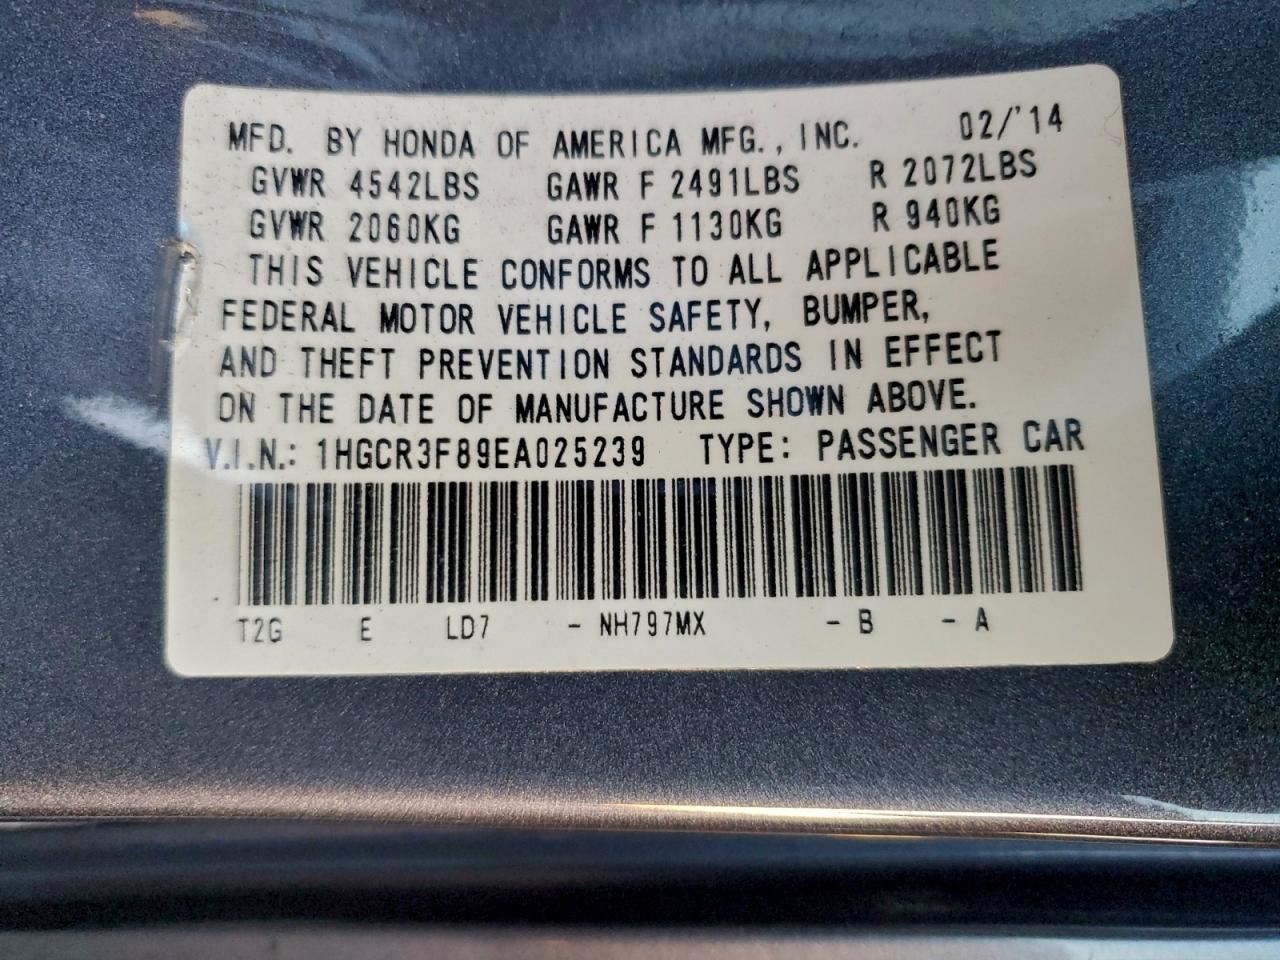 MFD. BY HONDA OF AMERICA MFG., INC. 02/'14
GVWR 4542LBS GAWR F 2491LBS R 2072LBS
GVWR 2060KG GAWR F 1130KG R 940KG
THIS VEHICLE CONFORMS TO ALL APPLICABLE
FEDERAL MOTOR VEHICLE SAFETY, BUMPER,
AND THEFT PREVENTION STANDARDS IN EFFECT
ON THE DATE OF MANUFACTURE SHOWN ABOVE.
V.I.N.: 1HGCR3F89EA025239 TYPE: PASSENGER CAR
T2G E LD7 - NH797MX - B - A